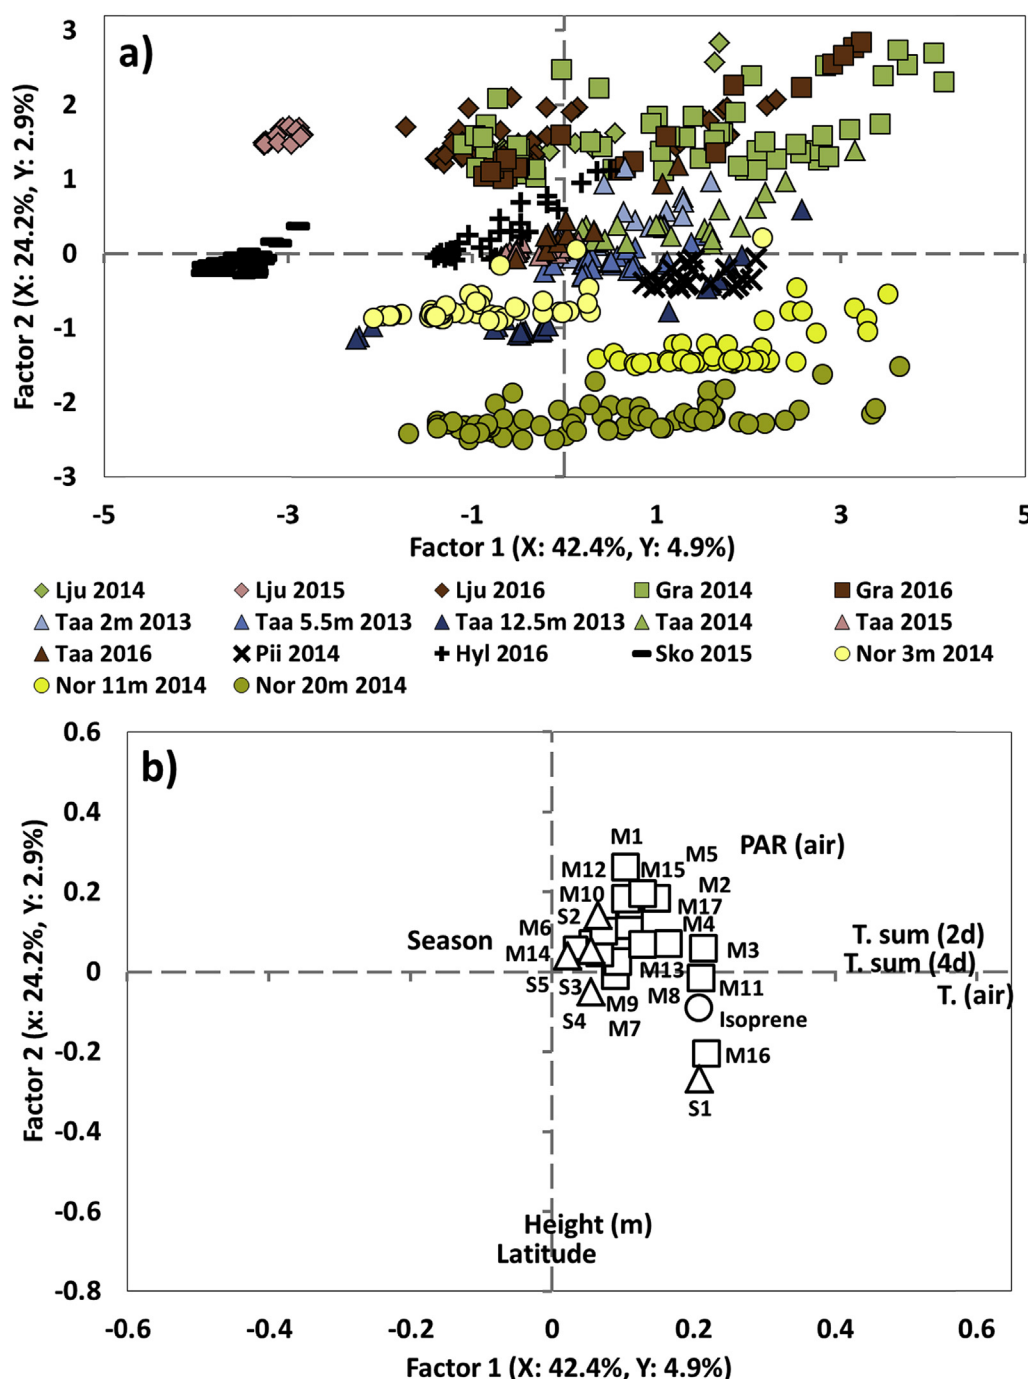 a)
3
2
1
0
-1
-2
-3
Factor 2 (X: 24.2%, Y: 2.9%)
-5 -3 -1 1 3 5
Factor 1 (X: 42.4%, Y: 4.9%)
Lju 2014 Lju 2015 Lju 2016 Gra 2014 Gra 2016
Taa 2m 2013 Taa 5.5m 2013 Taa 12.5m 2013 Taa 2014 Taa 2015
Taa 2016 Pii 2014 Hyl 2016 Sko 2015 Nor 3m 2014
Nor 11m 2014 Nor 20m 2014
b)
0.6
0.4
0.2
0
-0.2
-0.4
-0.6
-0.8
Factor 2 (x: 24.2%, Y: 2.9%)
M1
PAR (air)
M5
M12 M15
M2
M10
M17
S2
M4
M6
T. sum (2d)
Season
M3
M14
T. sum (4d)
M13
S5 S3
M11
T. (air)
M8
M9
S4
Isoprene
M7
M16
S1
Height (m)
Latitude
-0.6 -0.4 -0.2 0 0.2 0.4 0.6
Factor 1 (X: 42.4%, Y: 4.9%)